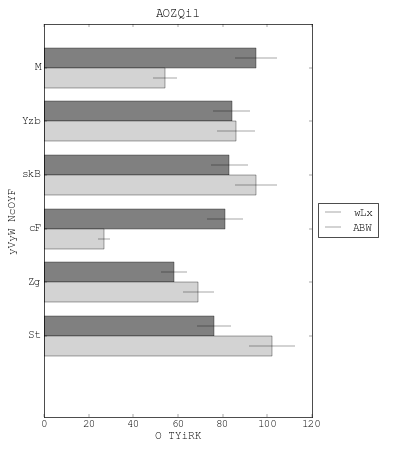 AOZQil
M
Yzb
skB
cF
Zg
St
yVyW NcOYF
0 20 40 60 80 100 120
O TYiRK
wLx
ABW